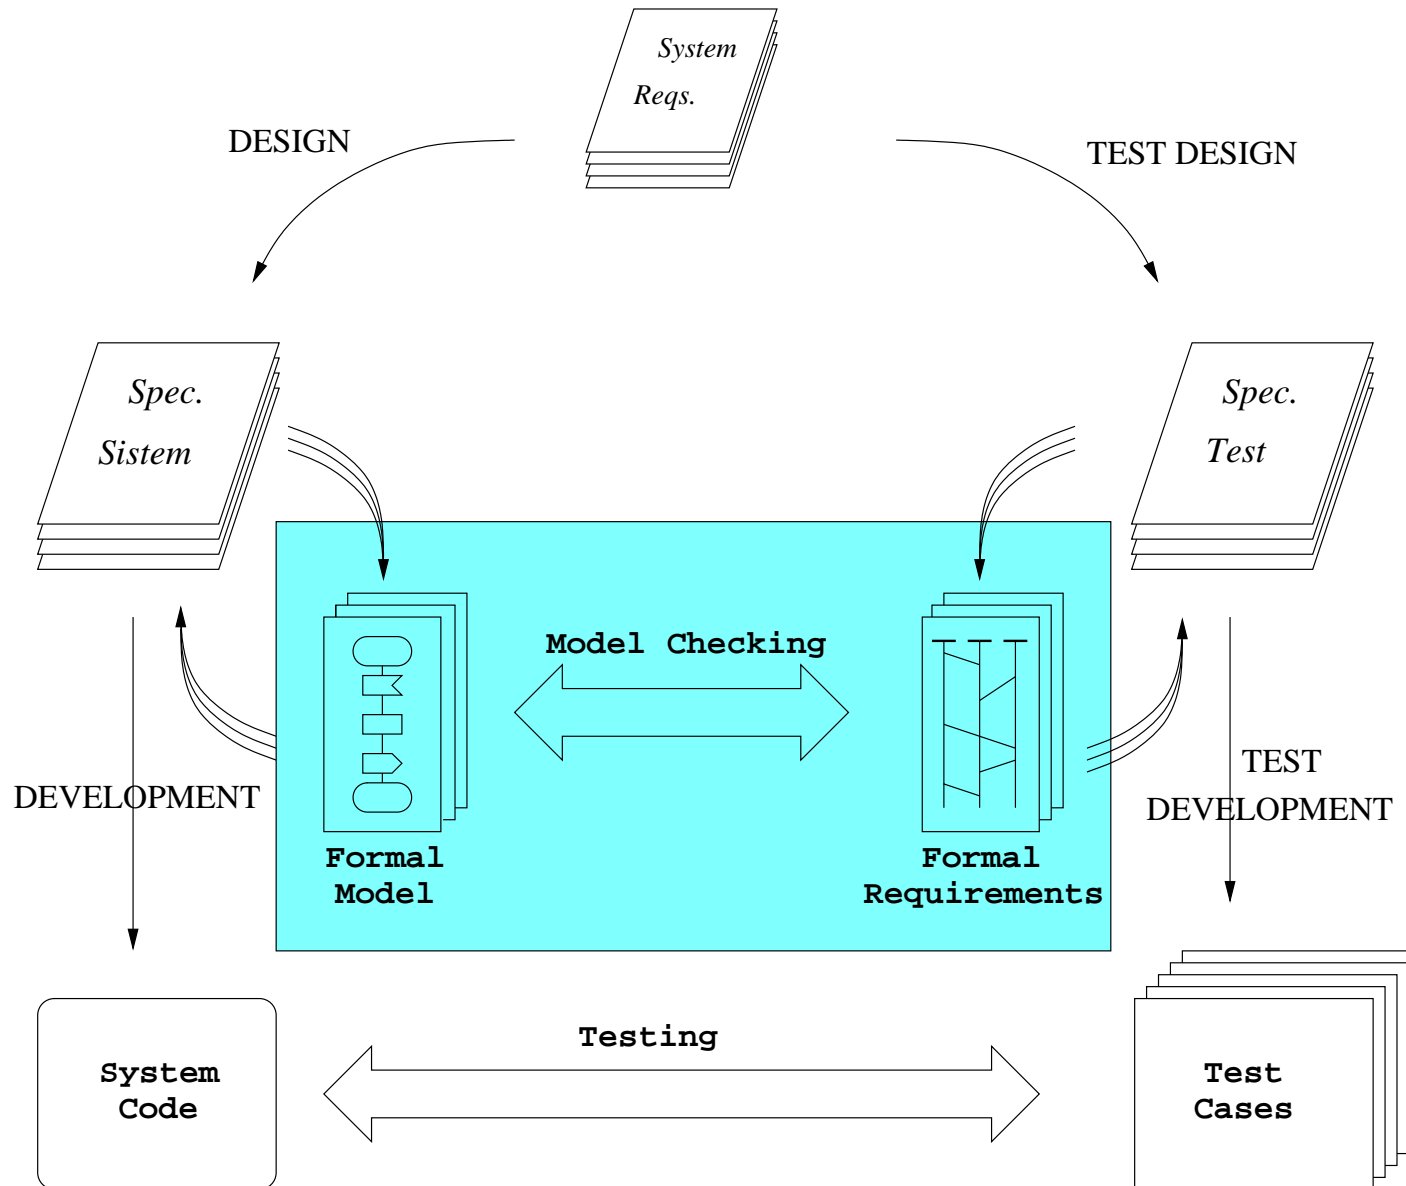 System
Reqs.
DESIGN
TEST DESIGN
Spec.
Sistem
Spec.
Test
Model Checking
DEVELOPMENT
TEST
DEVELOPMENT
Formal
Model
Formal
Requirements
Testing
System
Code
Test
Cases